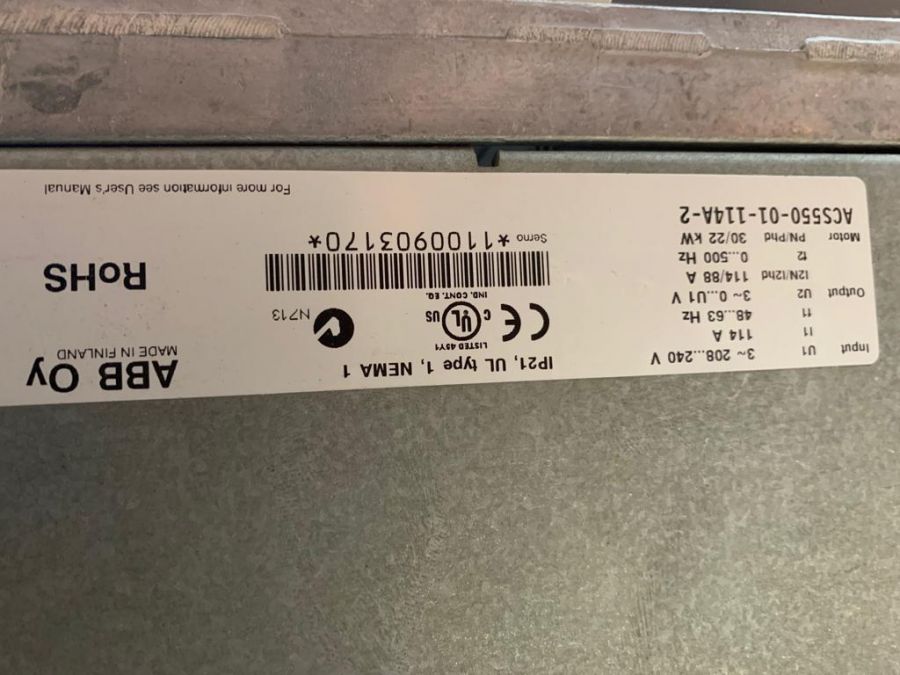 ABB Oy
MADE IN FINLAND
RoHS
For more information see User's Manual
IP21, UL type 1, NEMA 1
LISTED 45Y1
CE
C UL US
N713
IND. CONT. EQ.
Serno *1100903170*
Input U1 3~ 208...240 V
I1 114 A
f1 48...63 Hz
Output U2 3~ 0...U1 V
I2N/I2hd 114/88 A
f2 0...500 Hz
Motor PN/Phd 30/22 kW
ACS550-01-114A-2